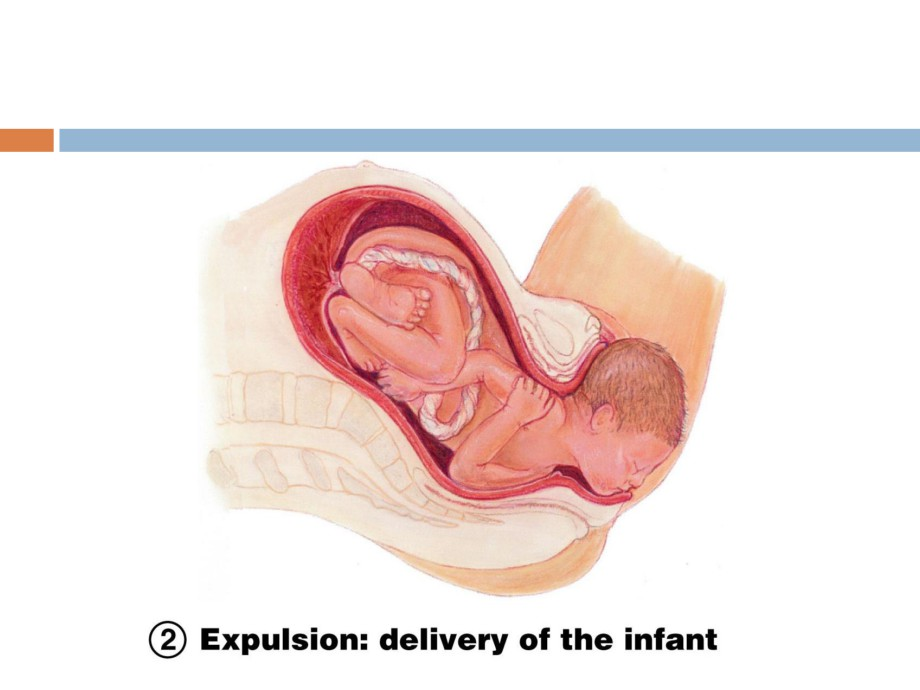 ② Expulsion: delivery of the infant